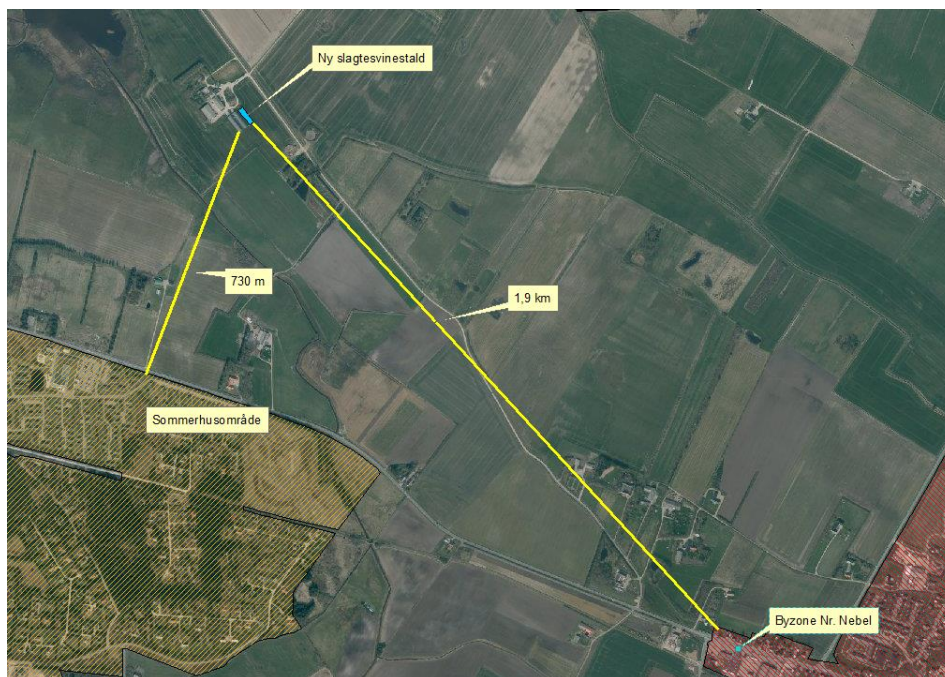 Ny slagtesvinestald
730 m
1,9 km
Sommerhusområde
Byzone Nr. Nebel